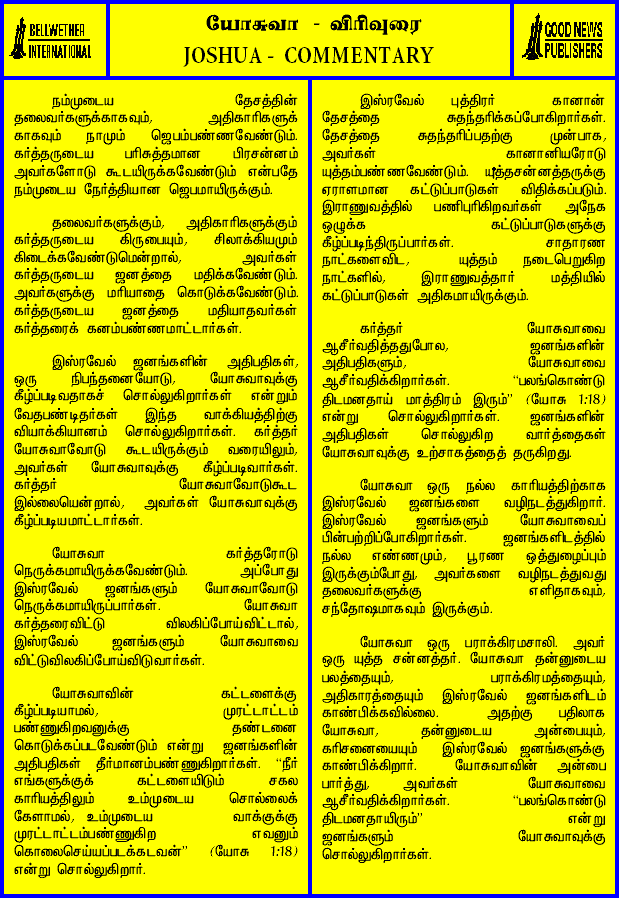 BELLWETHER
INTERNATIONAL
யோசுவா - விரிவுரை
JOSHUA - COMMENTARY
GOOD NEWS
PUBLISHERS
நம்முடைய தேசத்தின்
தலைவர்களுக்காகவும், அதிகாரிகளுக்
காகவும் நாமும் ஜெபம்பண்ணவேண்டும்.
கர்த்தருடைய பரிசுத்தமான பிரசன்னம்
அவர்களோடு கூடயிருக்கவேண்டும் என்பதே
நம்முடைய நேர்த்தியான ஜெபமாயிருக்கும்.
தலைவர்களுக்கும், அதிகாரிகளுக்கும்
கர்த்தருடைய கிருபையும், சிலாக்கியமும்
கிடைக்கவேண்டுமென்றால், அவர்கள்
கர்த்தருடைய ஜனத்தை மதிக்கவேண்டும்.
அவர்களுக்கு மரியாதை கொடுக்கவேண்டும்.
கர்த்தருடைய ஜனத்தை மதியாதவர்கள்
கர்த்தரைக் கனம்பண்ணமாட்டார்கள்.
இஸ்ரவேல் ஜனங்களின் அதிபதிகள்,
ஒரு நிபந்தனையோடு, யோசுவாவுக்கு
கீழ்ப்படிவதாகச் சொல்லுகிறார்கள் என்றும்
வேதபண்டிதர்கள் இந்த வாக்கியத்திற்கு
வியாக்கியானம் சொல்லுகிறார்கள். கர்த்தர்
யோசுவாவோடு கூடயிருக்கும் வரையிலும்,
அவர்கள் யோசுவாவுக்கு கீழ்ப்படிவார்கள்.
கர்த்தர் யோசுவாவோடுகூட
இல்லையென்றால், அவர்கள் யோசுவாவுக்கு
கீழ்ப்படியமாட்டார்கள்.
யோசுவா கர்த்தரோடு
நெருக்கமாயிருக்கவேண்டும். அப்போது
இஸ்ரவேல் ஜனங்களும் யோசுவாவோடு
நெருக்கமாயிருப்பார்கள். யோசுவா
கர்த்தரைவிட்டு விலகிப்போய்விட்டால்,
இஸ்ரவேல் ஜனங்களும் யோசுவாவை
விட்டுவிலகிப்போய்விடுவார்கள்.
யோசுவாவின் கட்டளைக்கு
கீழ்ப்படியாமல், முரட்டாட்டம்
பண்ணுகிறவனுக்கு தண்டனை
கொடுக்கப்படவேண்டும் என்று ஜனங்களின்
அதிபதிகள் தீர்மானம்பண்ணுகிறார்கள். “நீர்
எங்களுக்குக் கட்டளையிடும் சகல
காரியத்திலும் உம்முடைய சொல்லைக்
கேளாமல், உம்முடைய வாக்குக்கு
முரட்டாட்டம்பண்ணுகிற எவனும்
கொலைசெய்யப்படக்கடவன்” (யோசு 1:18)
என்று சொல்லுகிறார்.
இஸ்ரவேல் புத்திரர் கானான்
தேசத்தை சுதந்தரிக்கப்போகிறார்கள்.
தேசத்தை சுதந்தரிப்பதற்கு முன்பாக,
அவர்கள் கானானியரோடு
யுத்தம்பண்ணவேண்டும். யுத்தசன்னத்தருக்கு
ஏராளமான கட்டுப்பாடுகள் விதிக்கப்படும்.
இராணுவத்தில் பணிபுரிகிறவர்கள் அநேக
ஒழுக்க கட்டுப்பாடுகளுக்கு
கீழ்ப்படிந்திருப்பார்கள். சாதாரண
நாட்களைவிட, யுத்தம் நடைபெறுகிற
நாட்களில், இராணுவத்தார் மத்தியில்
கட்டுப்பாடுகள் அதிகமாயிருக்கும்.
கர்த்தர் யோசுவாவை
ஆசீர்வதித்ததுபோல, ஜனங்களின்
அதிபதிகளும், யோசுவாவை
ஆசீர்வதிக்கிறார்கள். “பலங்கொண்டு
திடமனதாய் மாத்திரம் இரும்” (யோசு 1:18)
என்று சொல்லுகிறார்கள். ஜனங்களின்
அதிபதிகள் சொல்லுகிற வார்த்தைகள்
யோசுவாவுக்கு உற்சாகத்தைத் தருகிறது.
யோசுவா ஒரு நல்ல காரியத்திற்காக
இஸ்ரவேல் ஜனங்களை வழிநடத்துகிறார்.
இஸ்ரவேல் ஜனங்களும் யோசுவாவைப்
பின்பற்றிப்போகிறார்கள். ஜனங்களிடத்தில்
நல்ல எண்ணமும், பூரண ஒத்துழைப்பும்
இருக்கும்போது, அவர்களை வழிநடத்துவது
தலைவர்களுக்கு எளிதாகவும்,
சந்தோஷமாகவும் இருக்கும்.
யோசுவா ஒரு பராக்கிரமசாலி. அவர்
ஒரு யுத்த சன்னத்தர். யோசுவா தன்னுடைய
பலத்தையும், பராக்கிரமத்தையும்,
அதிகாரத்தையும் இஸ்ரவேல் ஜனங்களிடம்
காண்பிக்கவில்லை. அதற்கு பதிலாக
யோசுவா, தன்னுடைய அன்பையும்,
கரிசனையையும் இஸ்ரவேல் ஜனங்களுக்கு
காண்பிக்கிறார். யோசுவாவின் அன்பை
பார்த்து, அவர்கள் யோசுவாவை
ஆசீர்வதிக்கிறார்கள். “பலங்கொண்டு
திடமனதாயிரும்” என்று
ஜனங்களும் யோசுவாவுக்கு
சொல்லுகிறார்கள்.